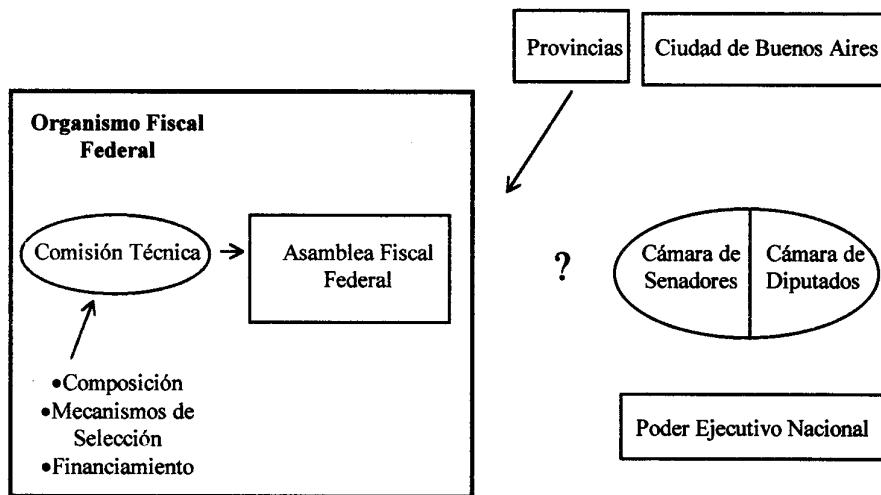 Provincias
Ciudad de Buenos Aires
Organismo Fiscal
Federal
Comisión Técnica
Asamblea Fiscal
Federal
?
Cámara de
Senadores
Cámara de
Diputados
•Composición
•Mecanismos de
Selección
•Financiamiento
Poder Ejecutivo Nacional